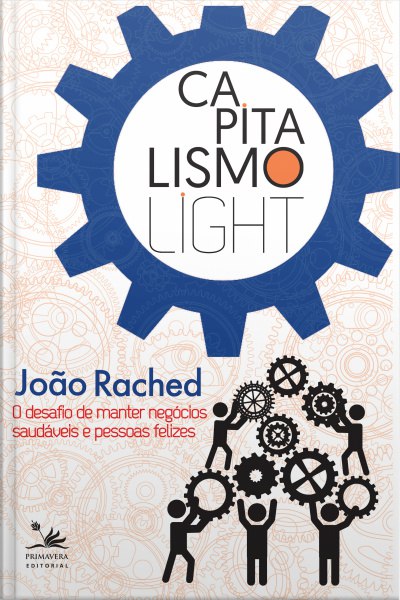 CA
PITA
LISMO
LIGHT
João Rached
O desafio de manter negócios
saudáveis e pessoas felizes
PRIMAVERA
EDITORIAL